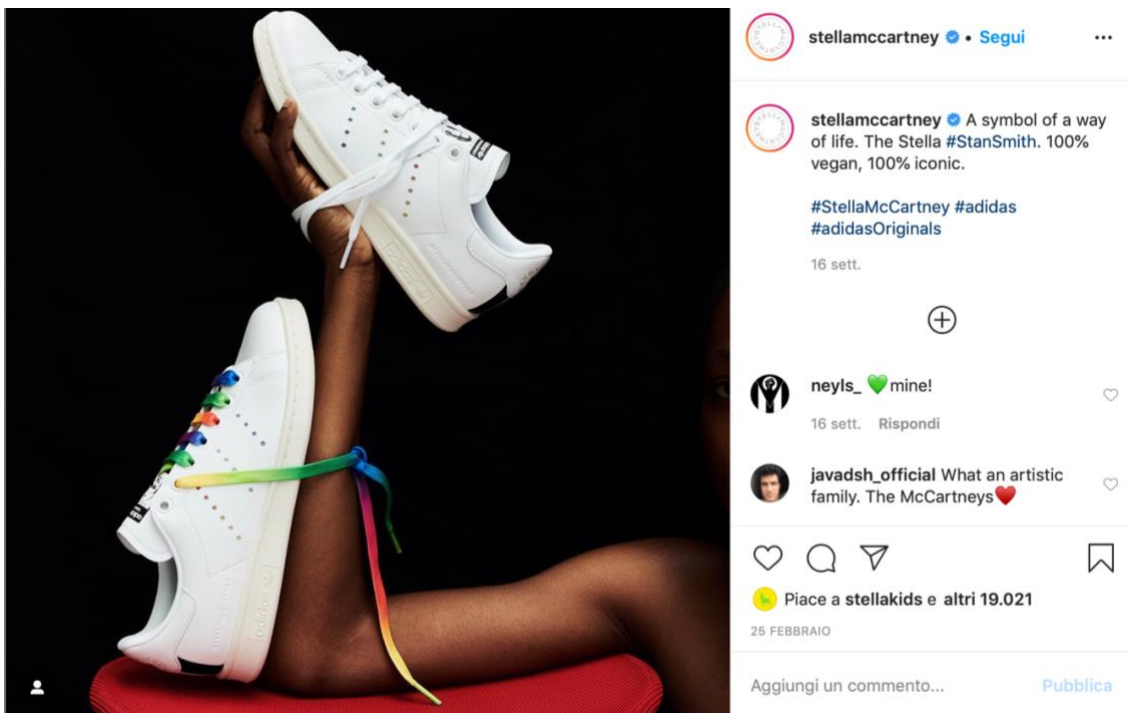 stellamccartney • Segui
stellamccartney A symbol of a way
of life. The Stella #StanSmith. 100%
vegan, 100% iconic.
#StellaMcCartney #adidas
#adidasOriginals
16 sett.
neyls_ 💚mine!
16 sett. Rispondi
javadsh_official What an artistic
family. The McCartneys♥️
Piace a stellakids e altri 19.021
25 FEBBRAIO
Aggiungi un commento...
Pubblica